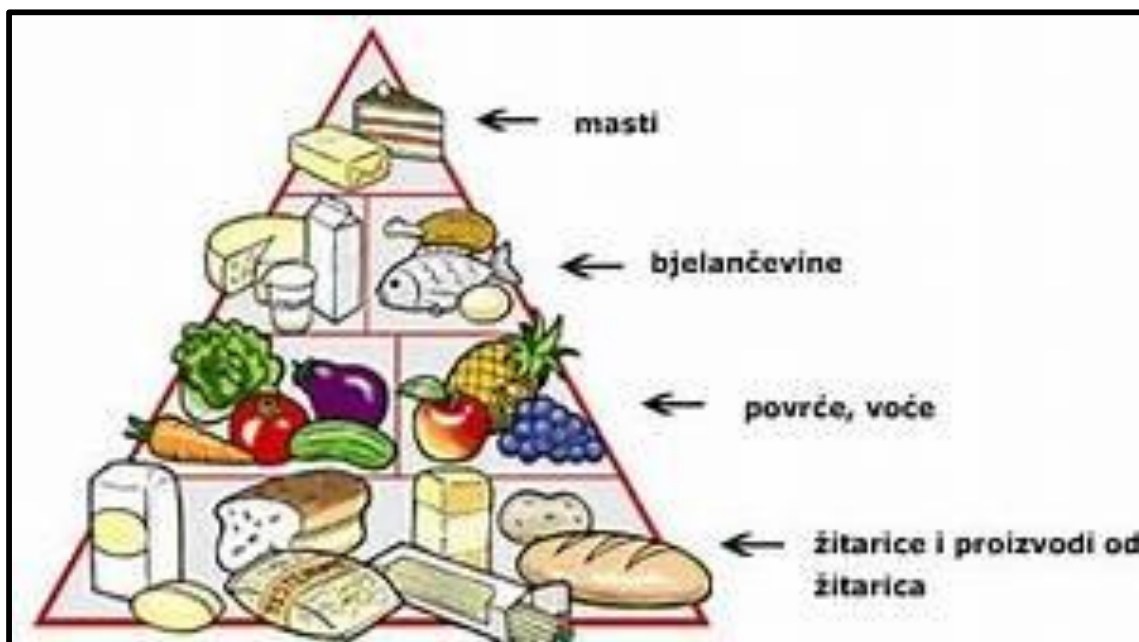 masti
bjelančevine
povrće, voće
žitarice i proizvodi od
žitarica